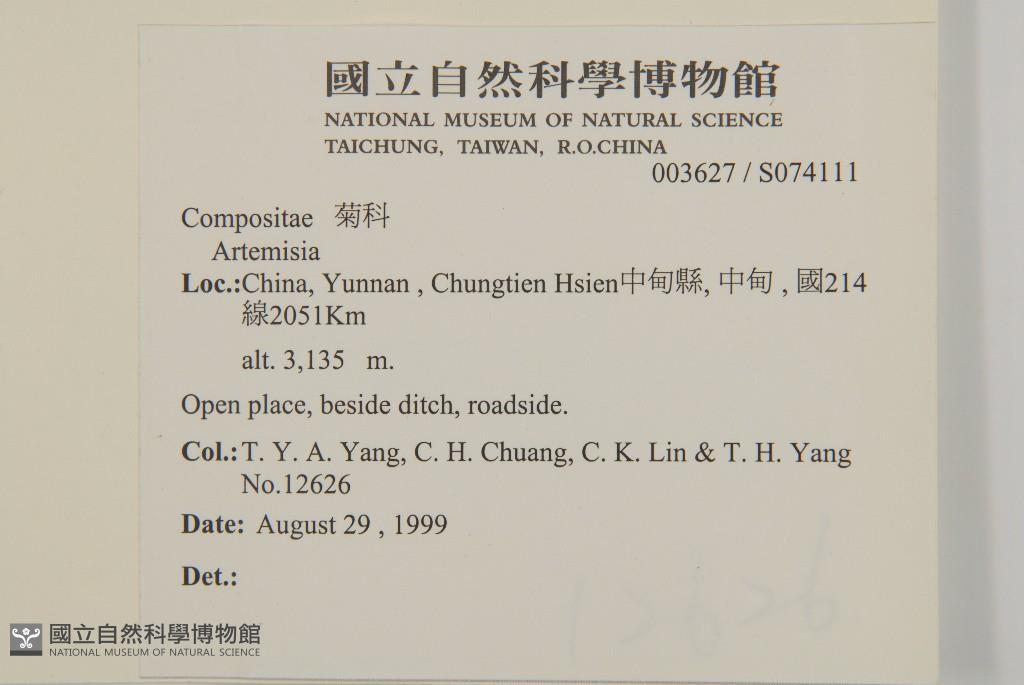 國立自然科學博物館
NATIONAL MUSEUM OF NATURAL SCIENCE
TAICHUNG, TAIWAN, R.O.CHINA
003627 / S074111
Compositae 菊科
Artemisia
Loc.:China, Yunnan , Chungtien Hsien中甸縣, 中甸 , 國214
線2051Km
alt. 3,135 m.
Open place, beside ditch, roadside.
Col.: T. Y. A. Yang, C. H. Chuang, C. K. Lin & T. H. Yang
No.12626
Date: August 29 , 1999
Det.:
12626
國立自然科學博物館
NATIONAL MUSEUM OF NATURAL SCIENCE